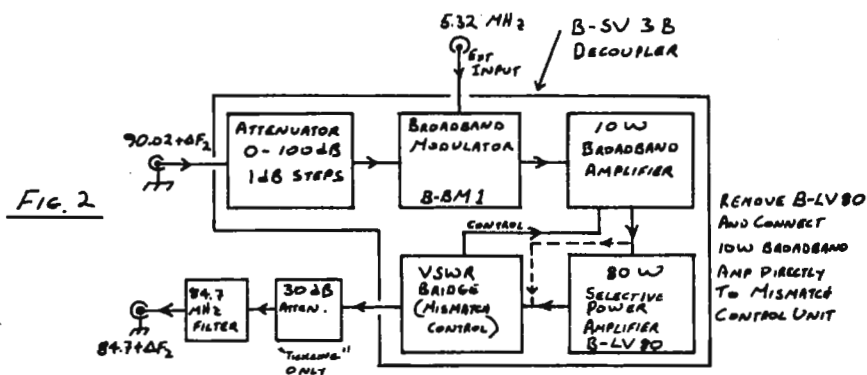 5.32 MHz
EXT
INPUT
B-SV 3B
DECOUPLER
90.02+ΔF2
ATTENUATOR
0-100dB
1dB STEPS
BROADBAND
MODULATOR
B-BM1
10W
BROADBAND
AMPLIFIER
FIG. 2
CONTROL
REMOVE B-LV80
AND CONNECT
10W BROADBAND
AMP DIRECTLY
TO MISMATCH
CONTROL UNIT
84.7
MHZ
FILTER
30dB
ATTEN.
VSWR
BRIDGE
(MISMATCH
CONTROL)
80W
SELECTIVE
POWER
AMPLIFIER
B-LV80
84.7+ΔF2
ONLY